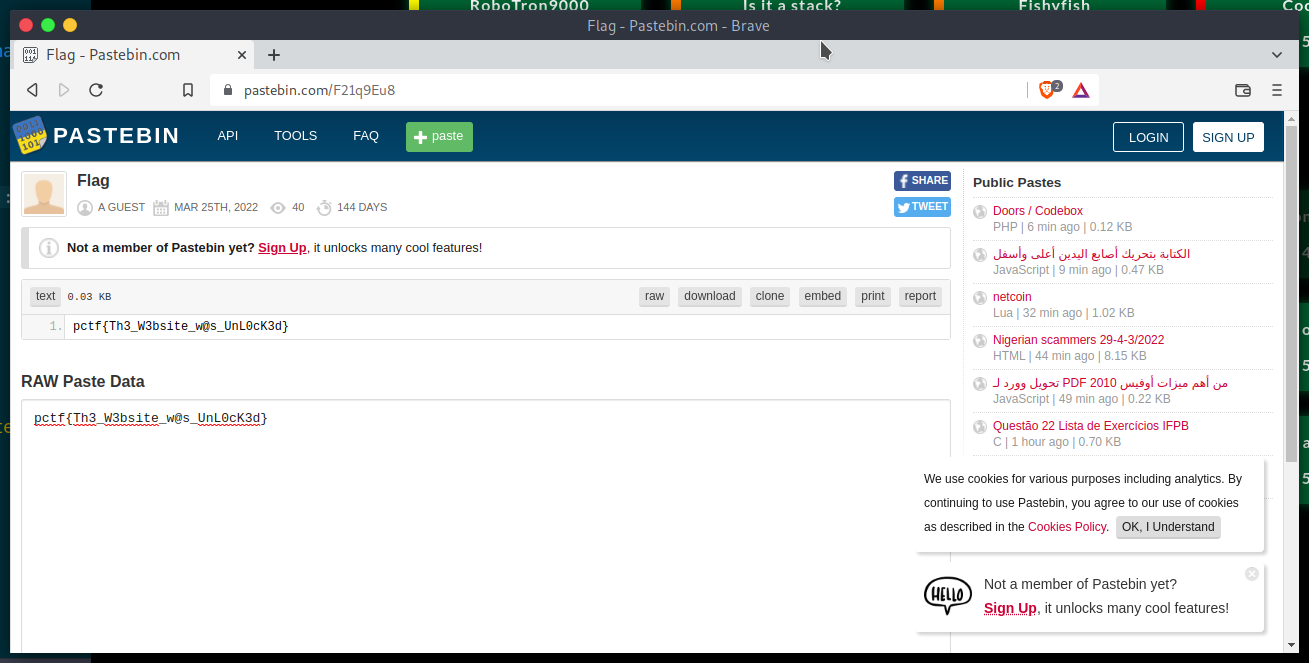 RoboTron9000 Is it a stack? Fishyfish
Flag - Pastebin.com - Brave
Flag - Pastebin.com
pastebin.com/F21q9Eu8
2
PASTEBIN API TOOLS FAQ paste LOGIN SIGN UP
Flag
SHARE
A GUEST MAR 25TH, 2022 40 144 DAYS
TWEET
Not a member of Pastebin yet? Sign Up, it unlocks many cool features!
text 0.03 KB raw download clone embed print report
1. pctf{Th3_W3bsite_w@s_UnL0cK3d}
RAW Paste Data
pctf{Th3_W3bsite_w@s_UnL0cK3d}
Public Pastes
Doors / Codebox
PHP | 6 min ago | 0.12 KB
الكتابة بتحريك أصابع اليدين أعلى وأسفل
JavaScript | 9 min ago | 0.47 KB
netcoin
Lua | 32 min ago | 1.02 KB
Nigerian scammers 29-4-3/2022
HTML | 44 min ago | 8.15 KB
من أهم ميزات أوفيس 2010 PDF تحويل وورد لـ
JavaScript | 49 min ago | 0.22 KB
Questão 22 Lista de Exercícios IFPB
C | 1 hour ago | 0.70 KB
We use cookies for various purposes including analytics. By
continuing to use Pastebin, you agree to our use of cookies
as described in the Cookies Policy. OK, I Understand
HELLO
Not a member of Pastebin yet?
Sign Up, it unlocks many cool features!